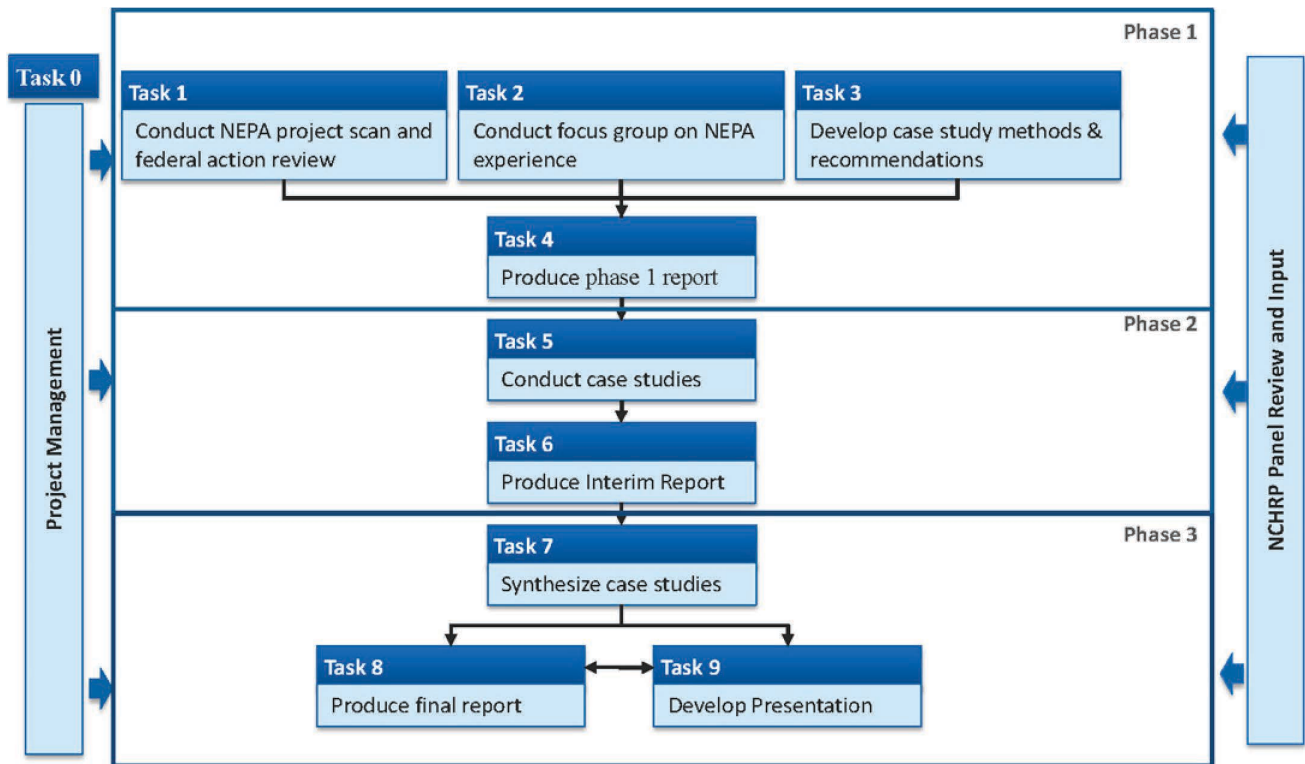 Phase 1
Task 0
Task 1
Conduct NEPA project scan and
federal action review
Task 2
Conduct focus group on NEPA
experience
Task 3
Develop case study methods &
recommendations
Task 4
Produce phase 1 report
Phase 2
Task 5
Conduct case studies
Task 6
Produce Interim Report
Phase 3
Task 7
Synthesize case studies
Task 8
Produce final report
Task 9
Develop Presentation
Project Management
NCHRP Panel Review and Input